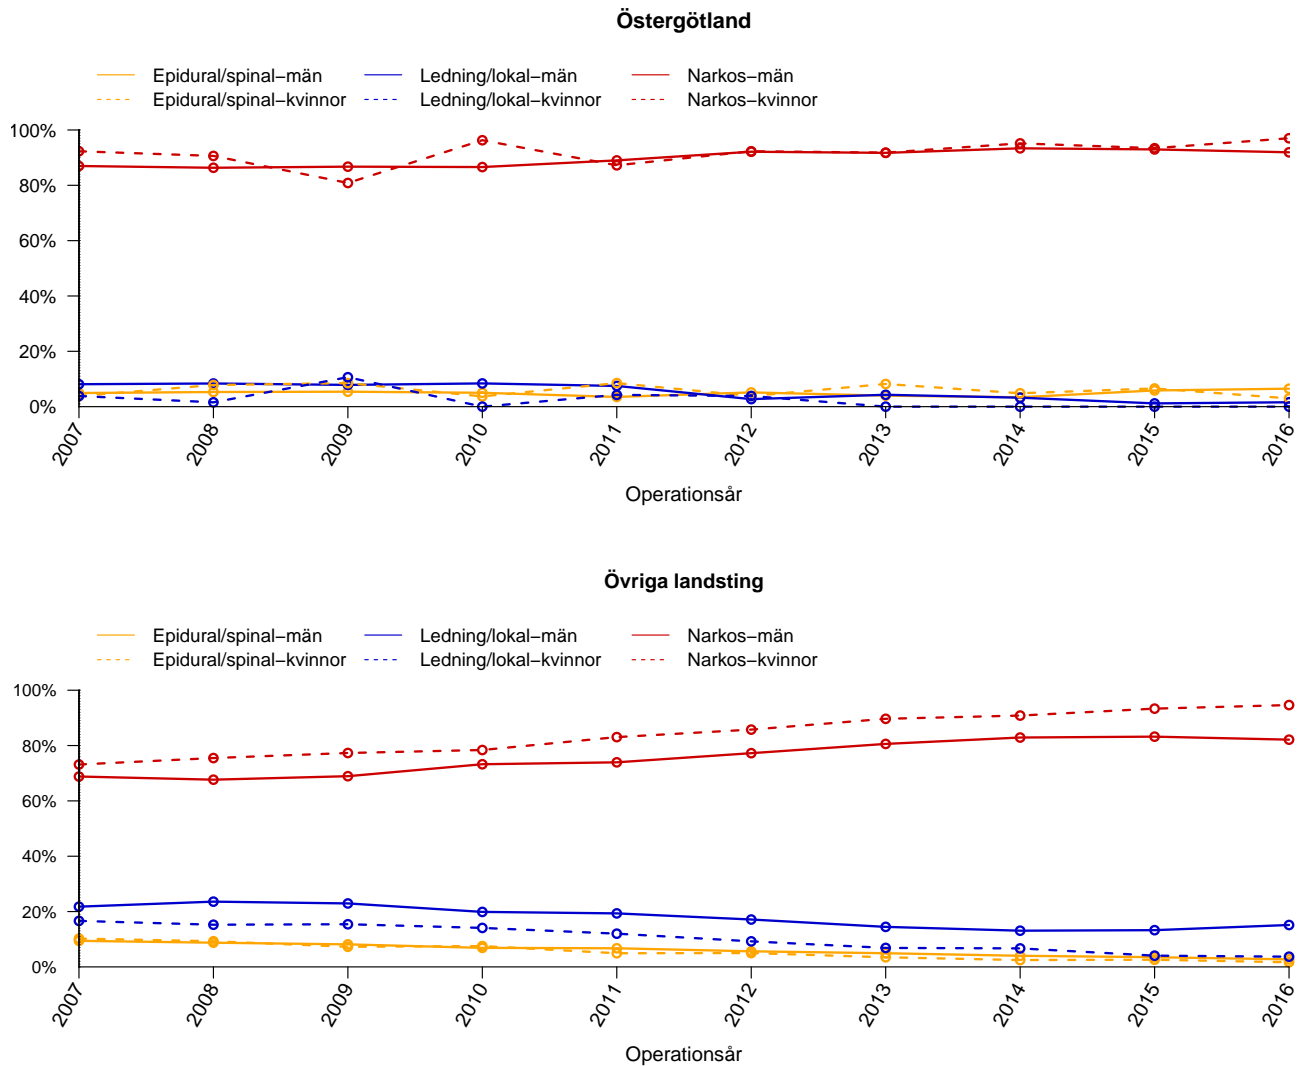 Östergötland
Epidural/spinal−män Ledning/lokal−män Narkos−män
Epidural/spinal−kvinnor Ledning/lokal−kvinnor Narkos−kvinnor
100%
80%
60%
40%
20%
0%
2007 2008 2009 2010 2011 2012 2013 2014 2015 2016
Operationsår
Övriga landsting
Epidural/spinal−män Ledning/lokal−män Narkos−män
Epidural/spinal−kvinnor Ledning/lokal−kvinnor Narkos−kvinnor
100%
80%
60%
40%
20%
0%
2007 2008 2009 2010 2011 2012 2013 2014 2015 2016
Operationsår